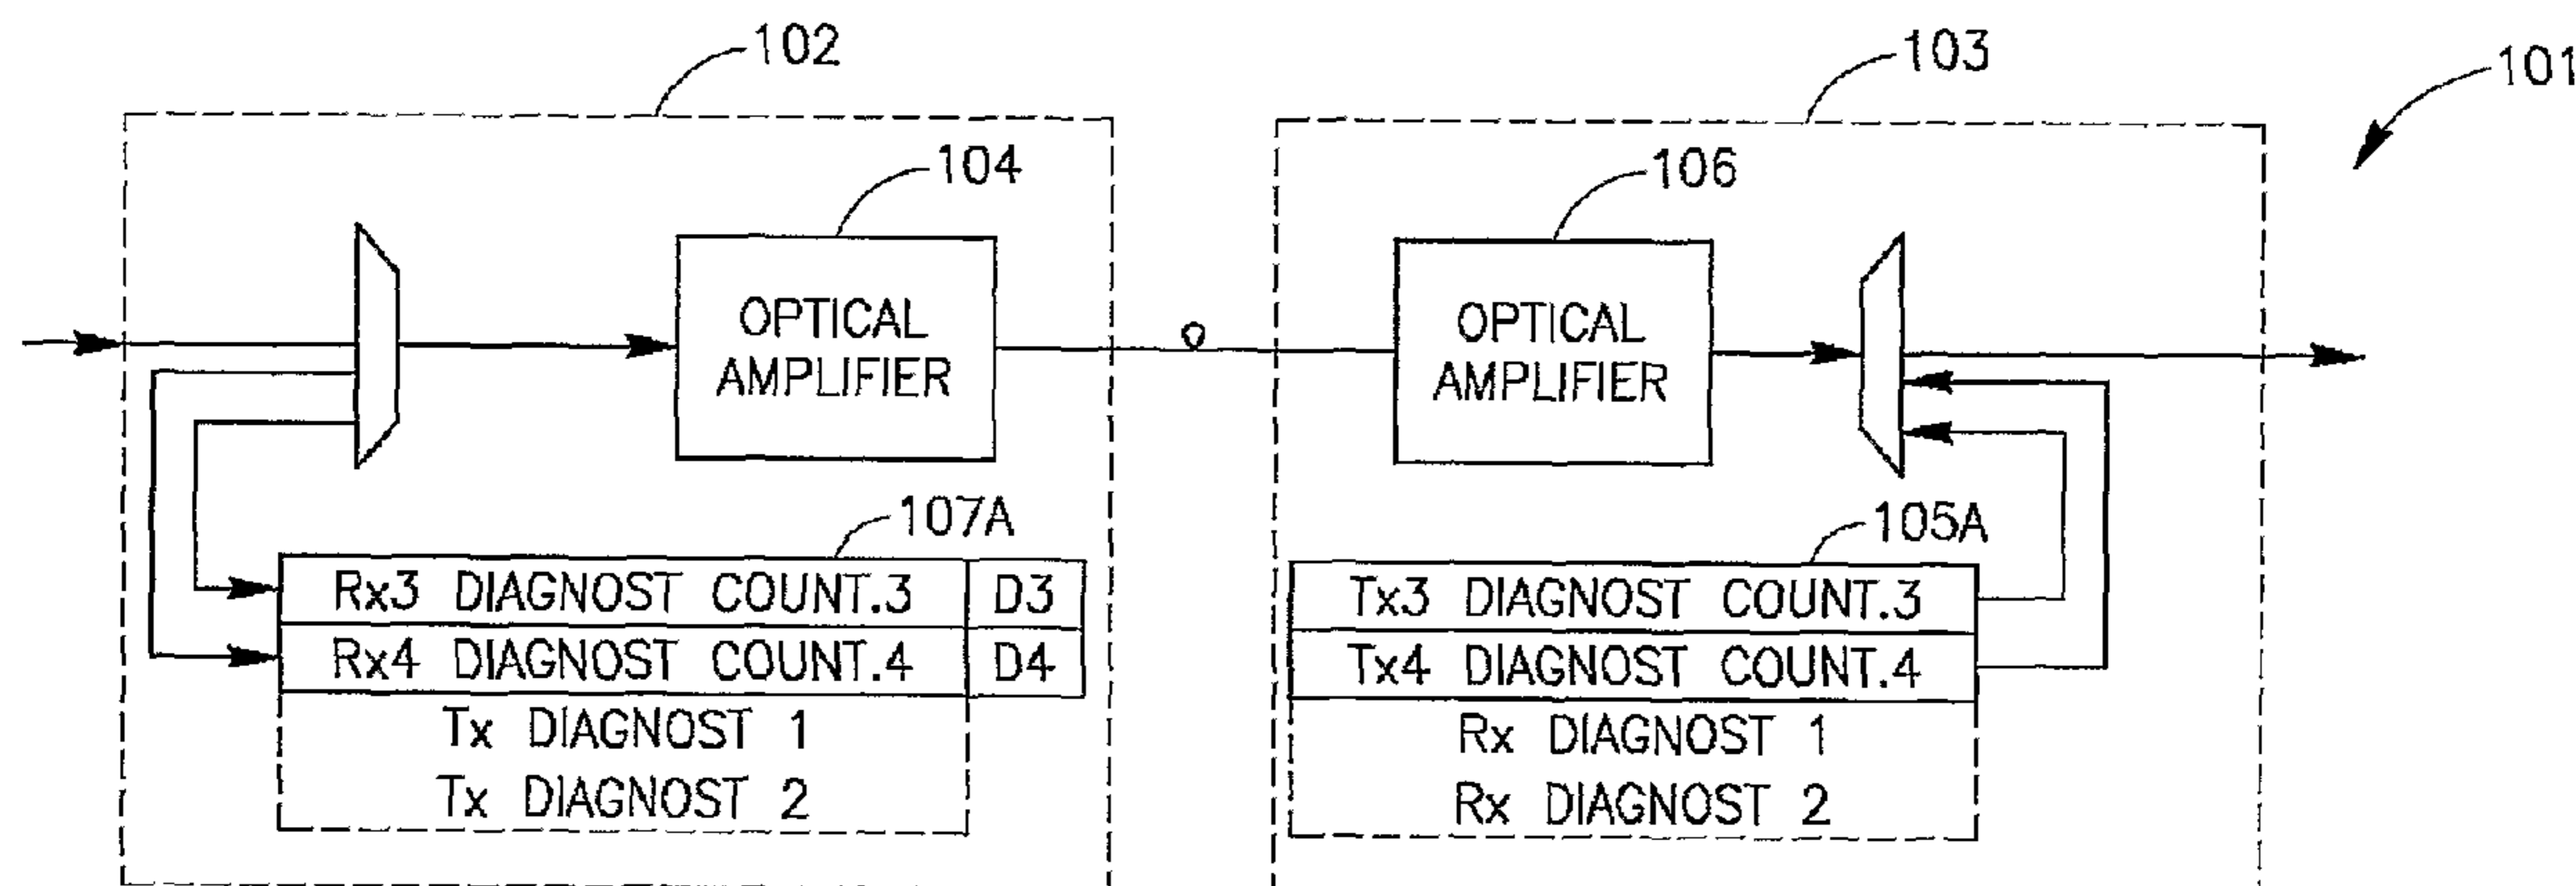 102
103
101
104
106
OPTICAL
AMPLIFIER
OPTICAL
AMPLIFIER
107A
105A
Rx3 DIAGNOST COUNT.3 D3
Rx4 DIAGNOST COUNT.4 D4
Tx DIAGNOST 1
Tx DIAGNOST 2
Tx3 DIAGNOST COUNT.3
Tx4 DIAGNOST COUNT.4
Rx DIAGNOST 1
Rx DIAGNOST 2